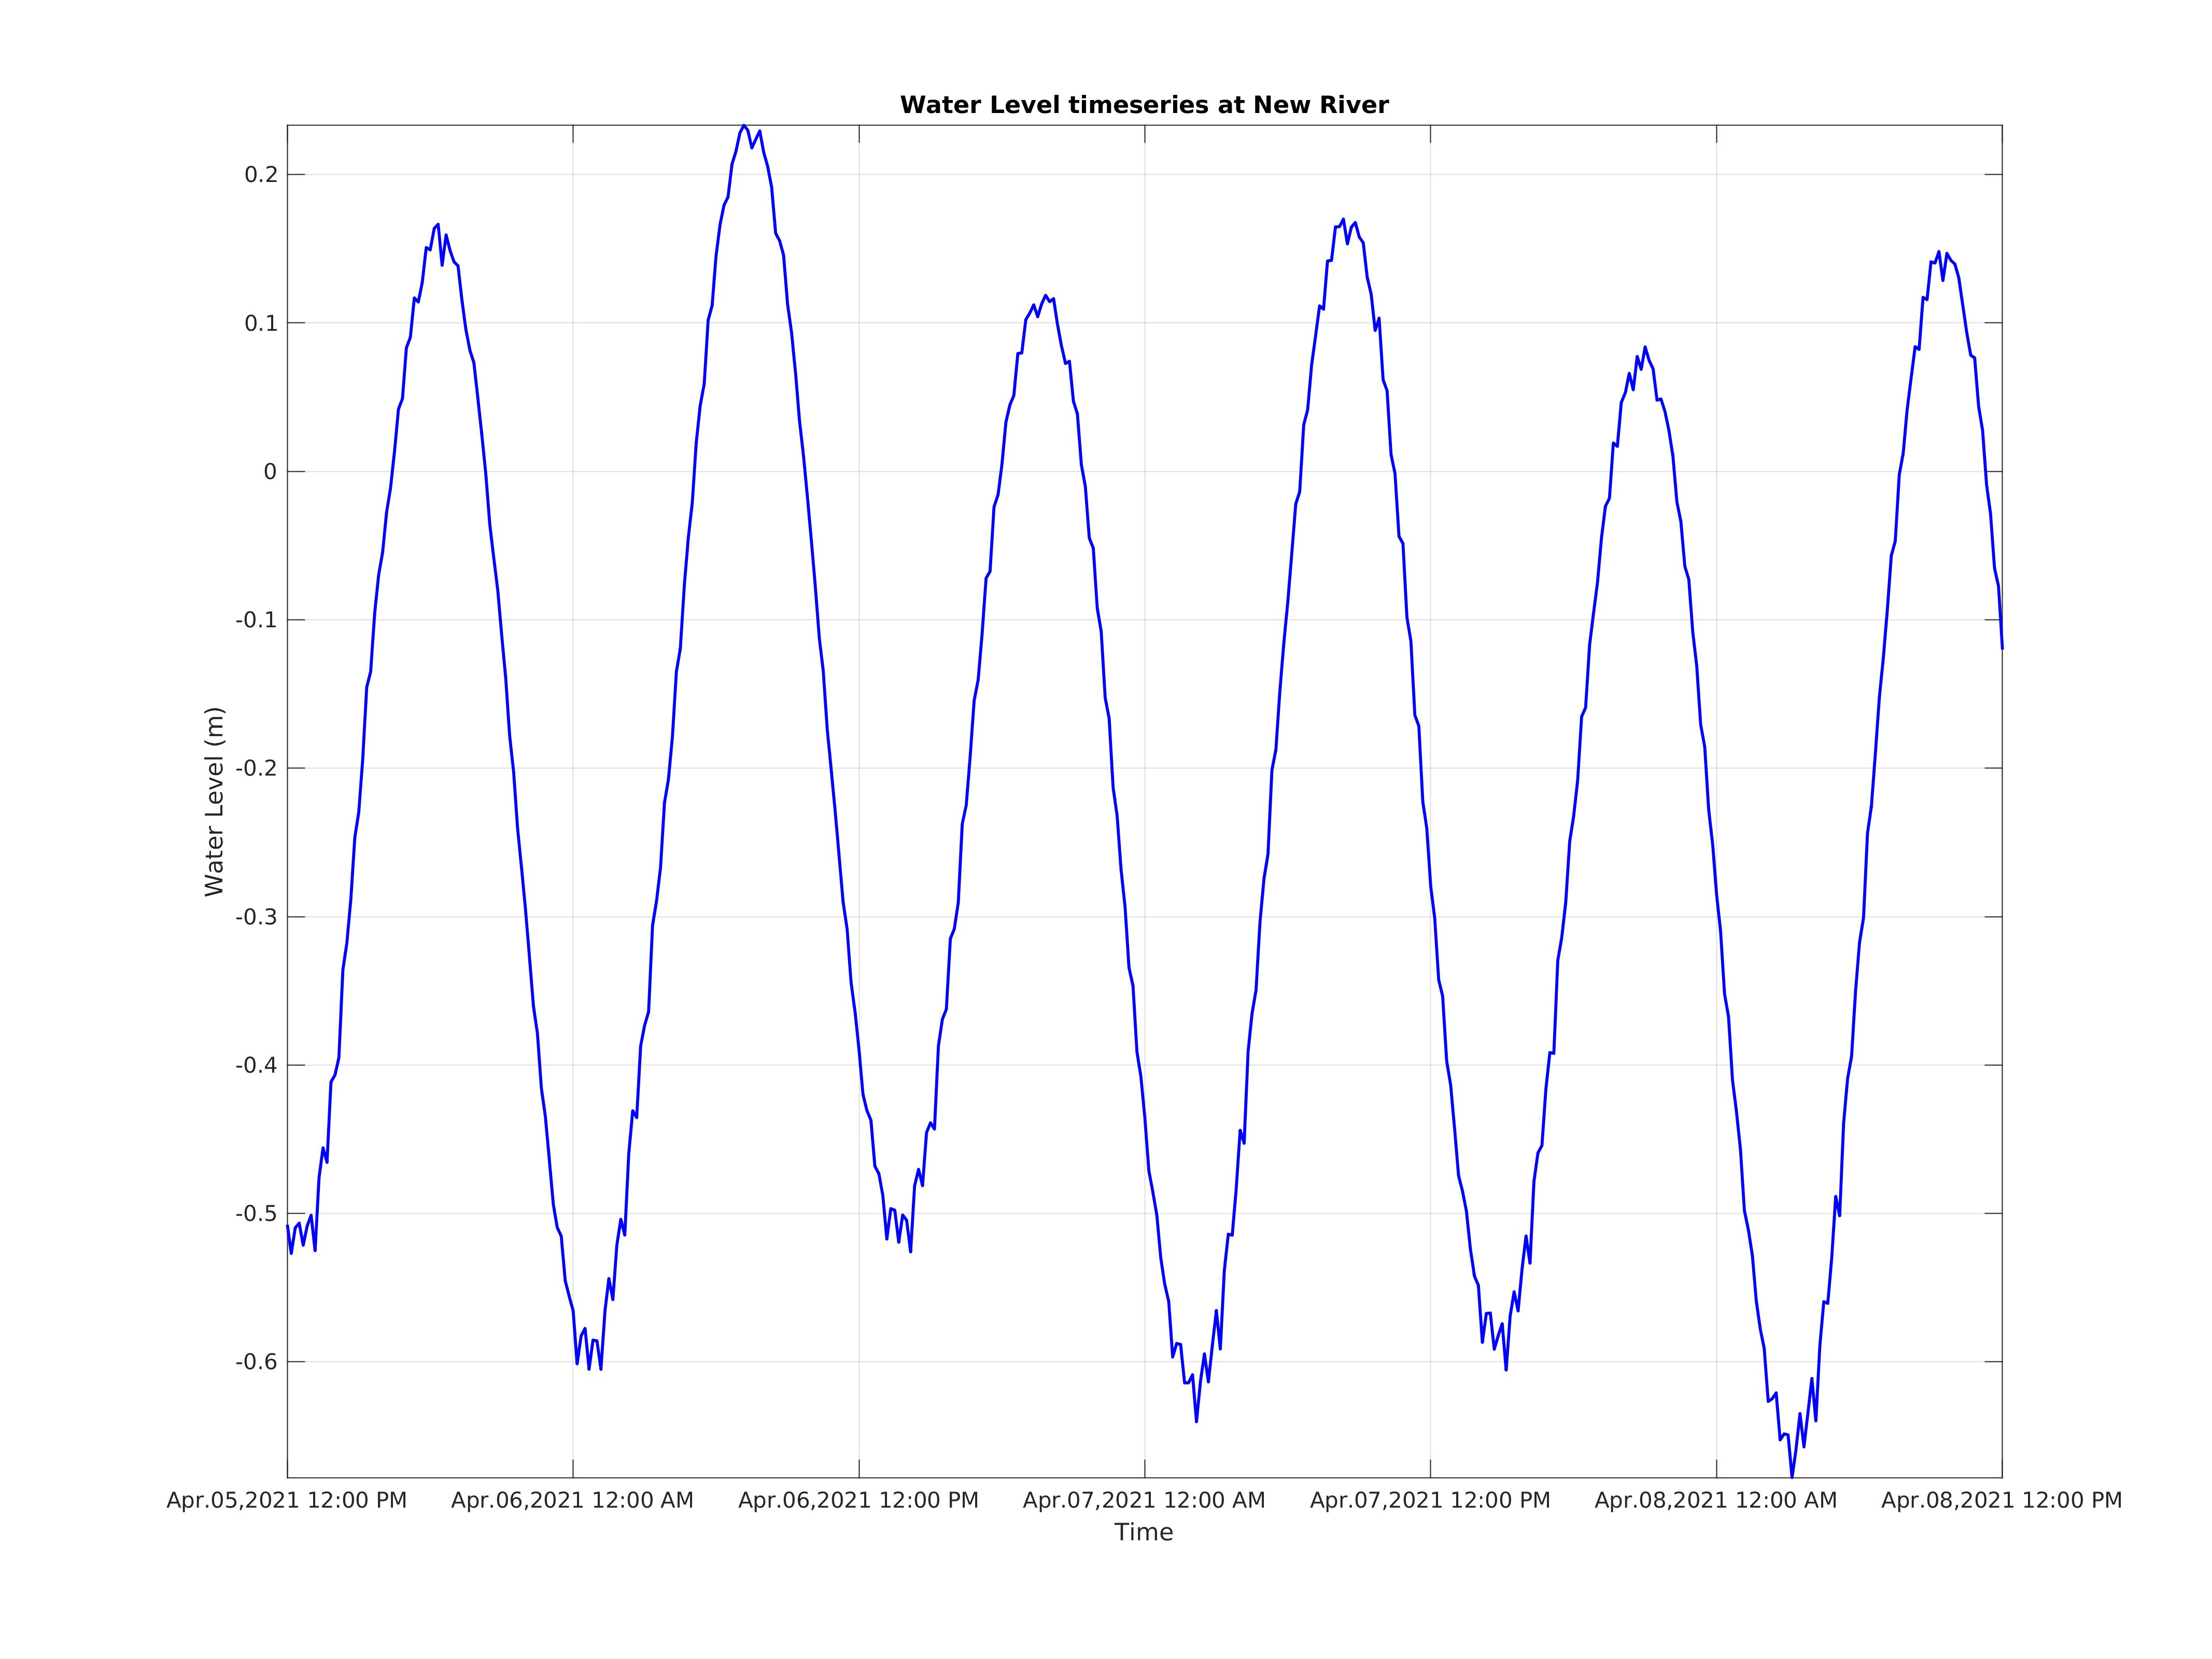 Water Level timeseries at New River
0.2
0.1
0
-0.1
-0.2
-0.3
-0.4
-0.5
-0.6
Water Level (m)
Apr.05,2021 12:00 PM
Apr.06,2021 12:00 AM
Apr.06,2021 12:00 PM
Apr.07,2021 12:00 AM
Apr.07,2021 12:00 PM
Apr.08,2021 12:00 AM
Apr.08,2021 12:00 PM
Time